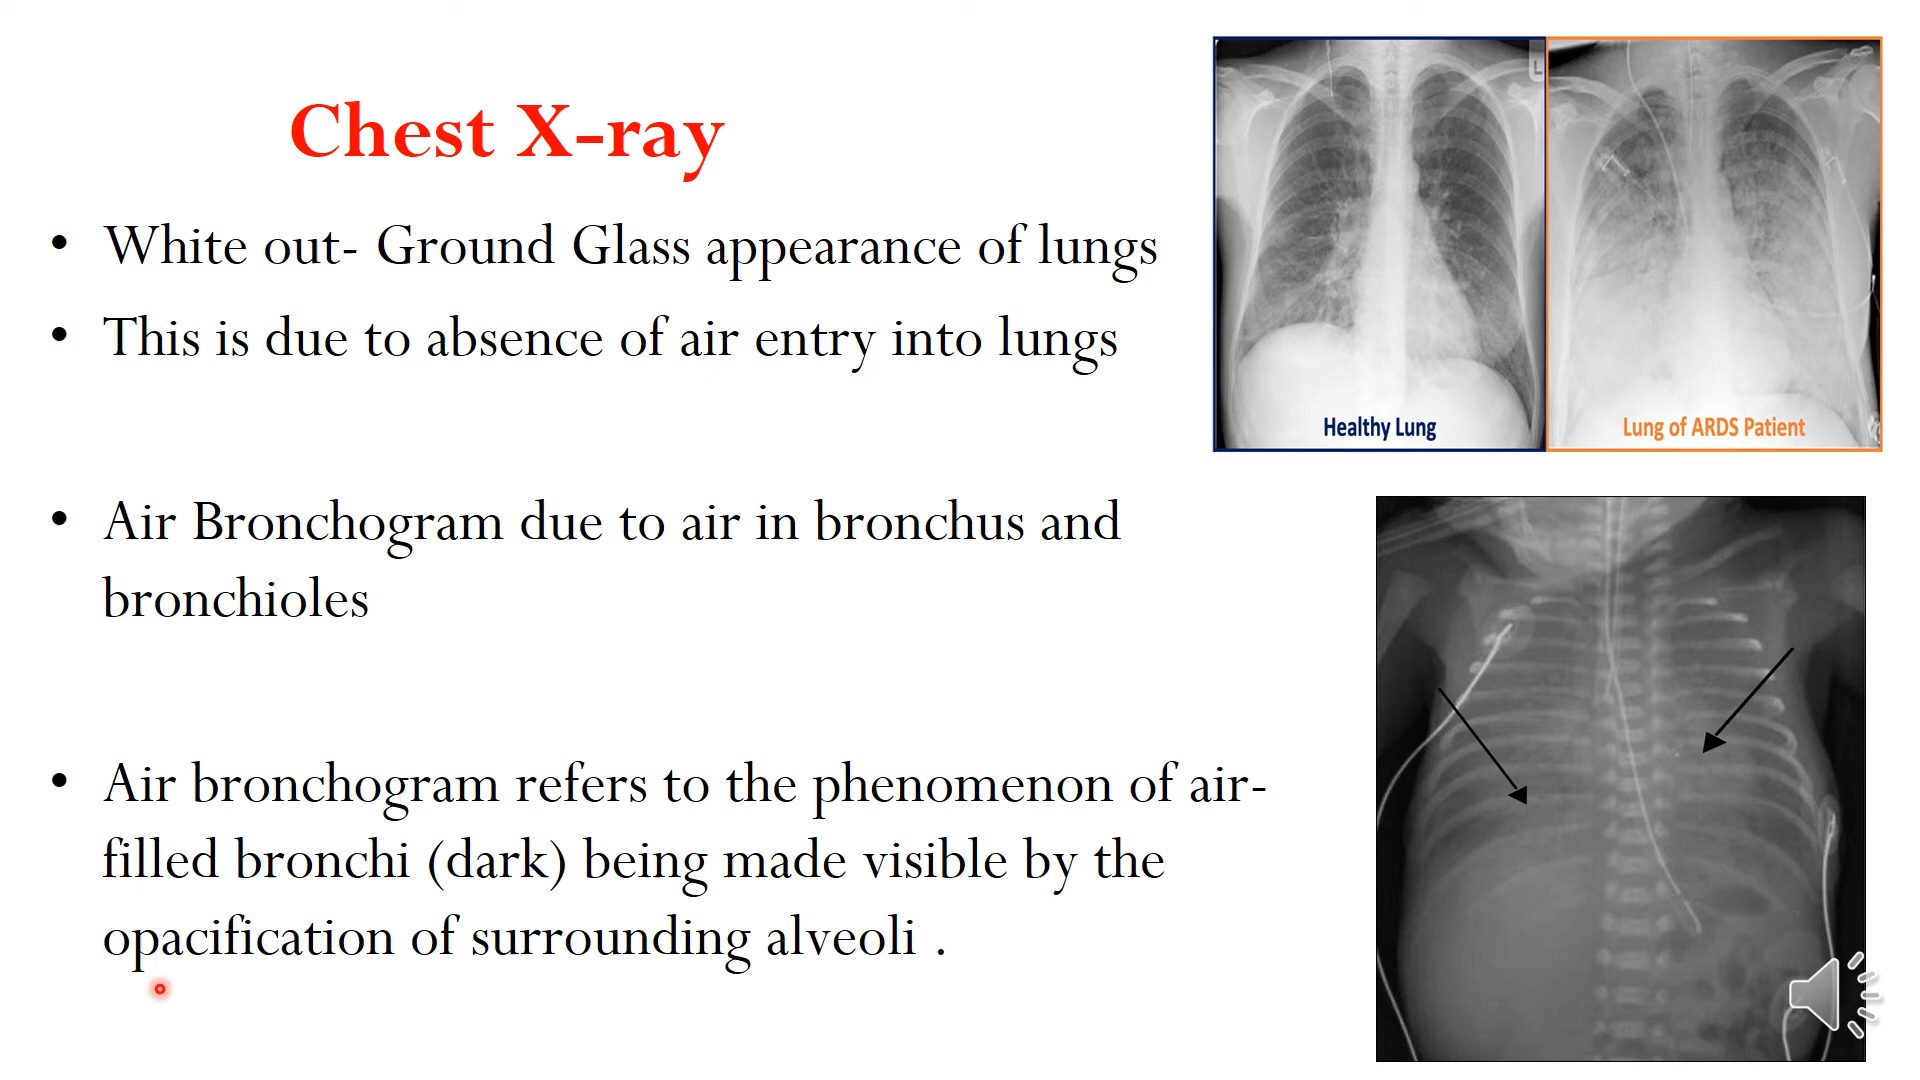 Chest X-ray
• White out- Ground Glass appearance of lungs
• This is due to absence of air entry into lungs
• Air Bronchogram due to air in bronchus and
bronchioles
• Air bronchogram refers to the phenomenon of air-
filled bronchi (dark) being made visible by the
opacification of surrounding alveoli .
L
Healthy Lung
Lung of ARDS Patient